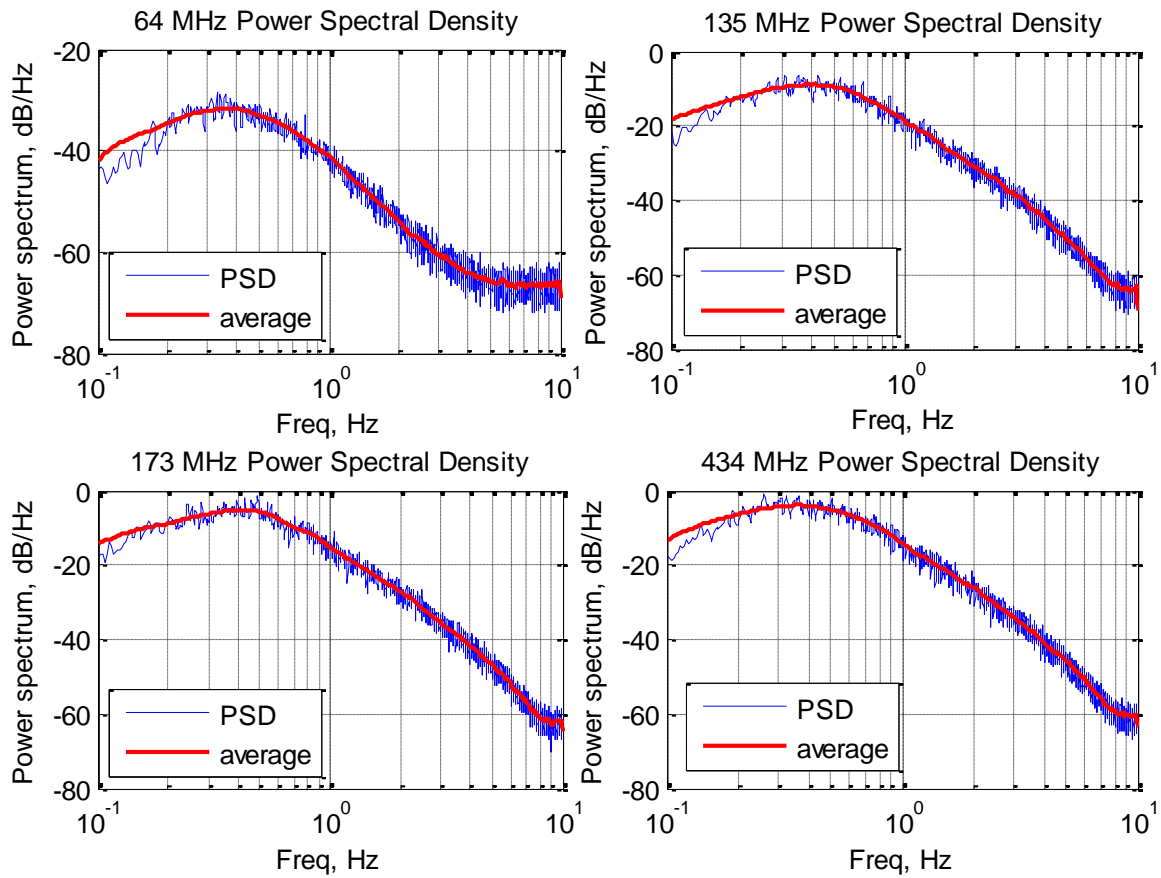 64 MHz Power Spectral Density
Power spectrum, dB/Hz
-20
-40
-60
-80
PSD
average
10^-1
10^0
10^1
Freq, Hz
135 MHz Power Spectral Density
Power spectrum, dB/Hz
0
-20
-40
-60
-80
PSD
average
10^-1
10^0
10^1
Freq, Hz
173 MHz Power Spectral Density
Power spectrum, dB/Hz
0
-20
-40
-60
-80
PSD
average
10^-1
10^0
10^1
Freq, Hz
434 MHz Power Spectral Density
Power spectrum, dB/Hz
0
-20
-40
-60
-80
PSD
average
10^-1
10^0
10^1
Freq, Hz